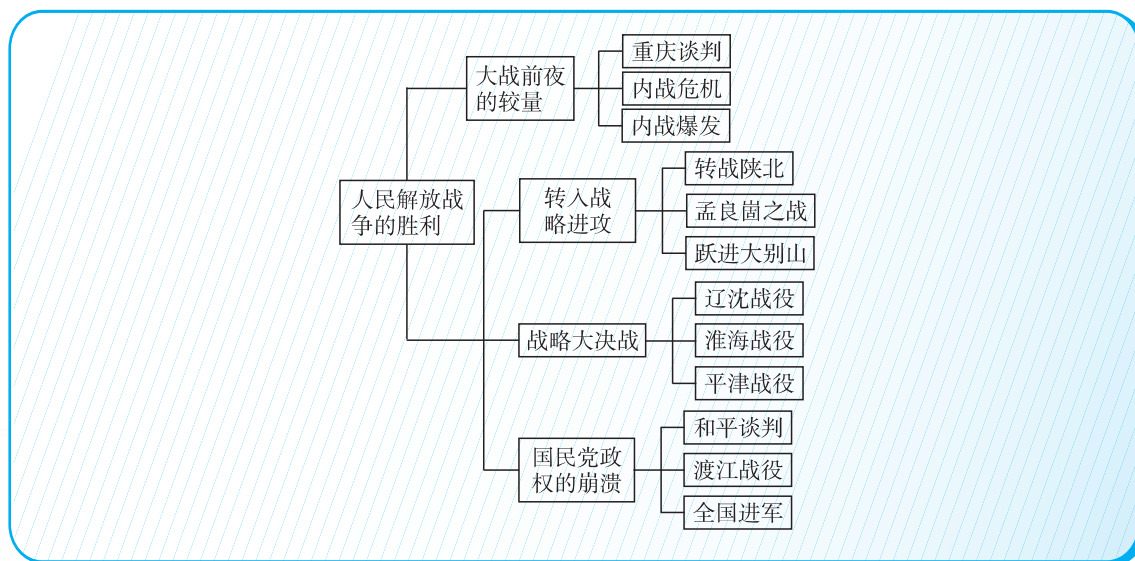 人民解放战
争的胜利
大战前夜
的较量
重庆谈判
内战危机
内战爆发
转入战
略进攻
转战陕北
孟良崮之战
跃进大别山
战略大决战
辽沈战役
淮海战役
平津战役
国民党政
权的崩溃
和平谈判
渡江战役
全国进军